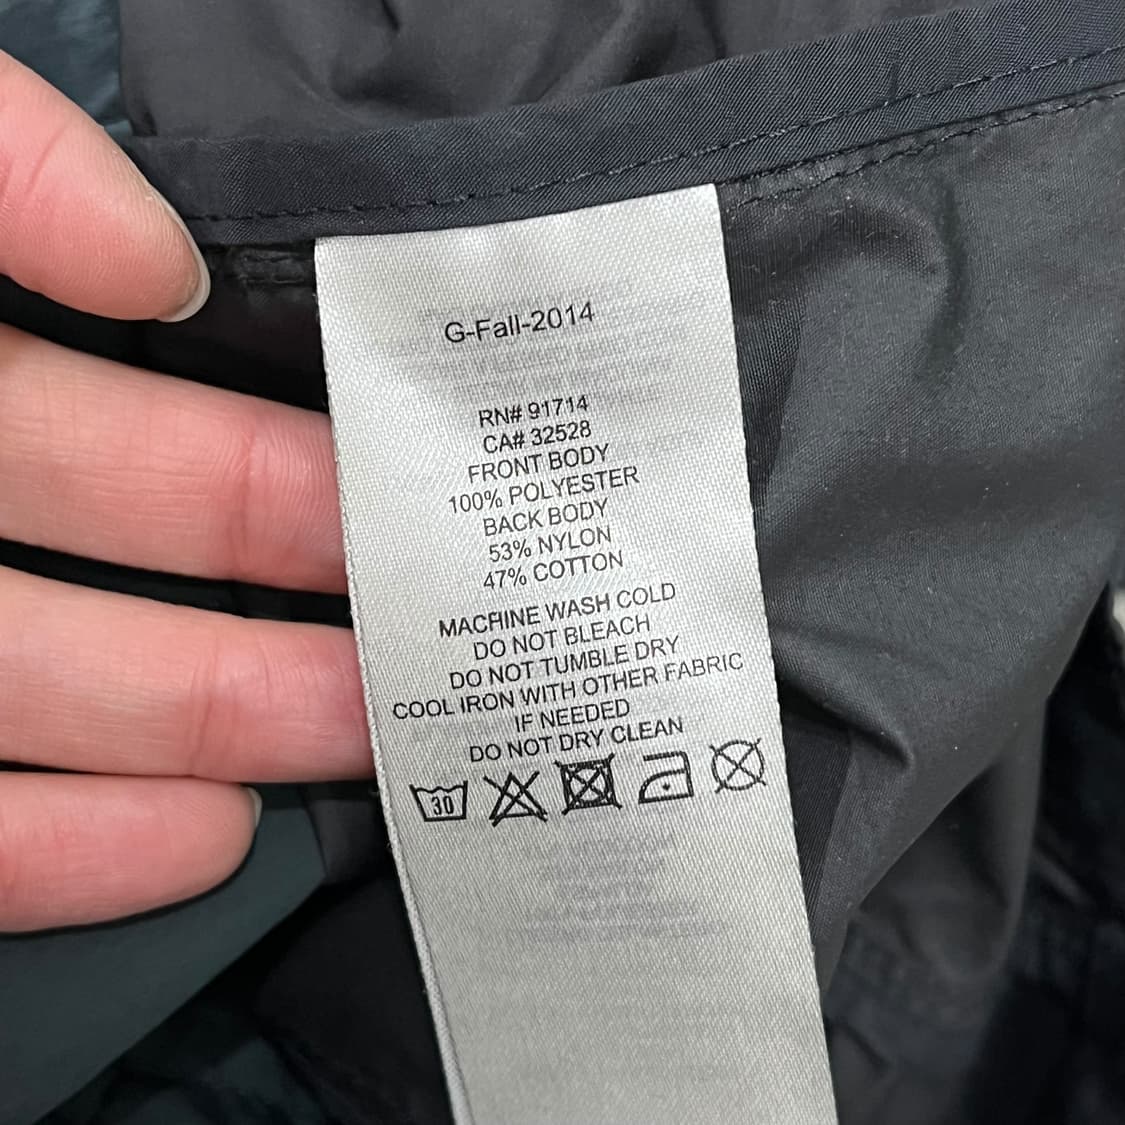 G-Fall-2014
RN# 91714
CA# 32528
FRONT BODY
100% POLYESTER
BACK BODY
53% NYLON
47% COTTON
MACHINE WASH COLD
DO NOT BLEACH
DO NOT TUMBLE DRY
COOL IRON WITH OTHER FABRIC
IF NEEDED
DO NOT DRY CLEAN
30